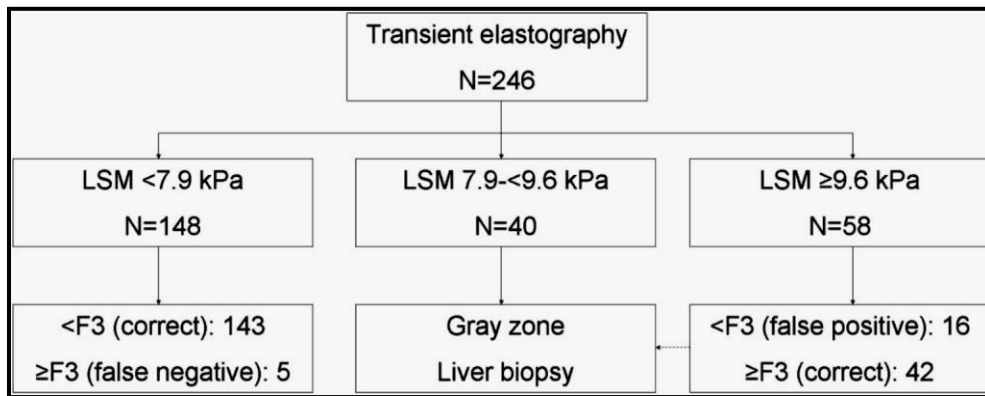 Transient elastography
N=246
LSM <7.9 kPa
N=148
LSM 7.9-<9.6 kPa
N=40
LSM ≥9.6 kPa
N=58
<F3 (correct): 143
≥F3 (false negative): 5
Gray zone
Liver biopsy
<F3 (false positive): 16
≥F3 (correct): 42